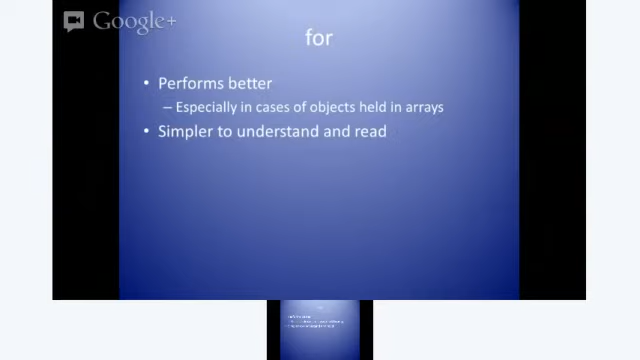 Google+
for
• Performs better
– Especially in cases of objects held in arrays
• Simpler to understand and read